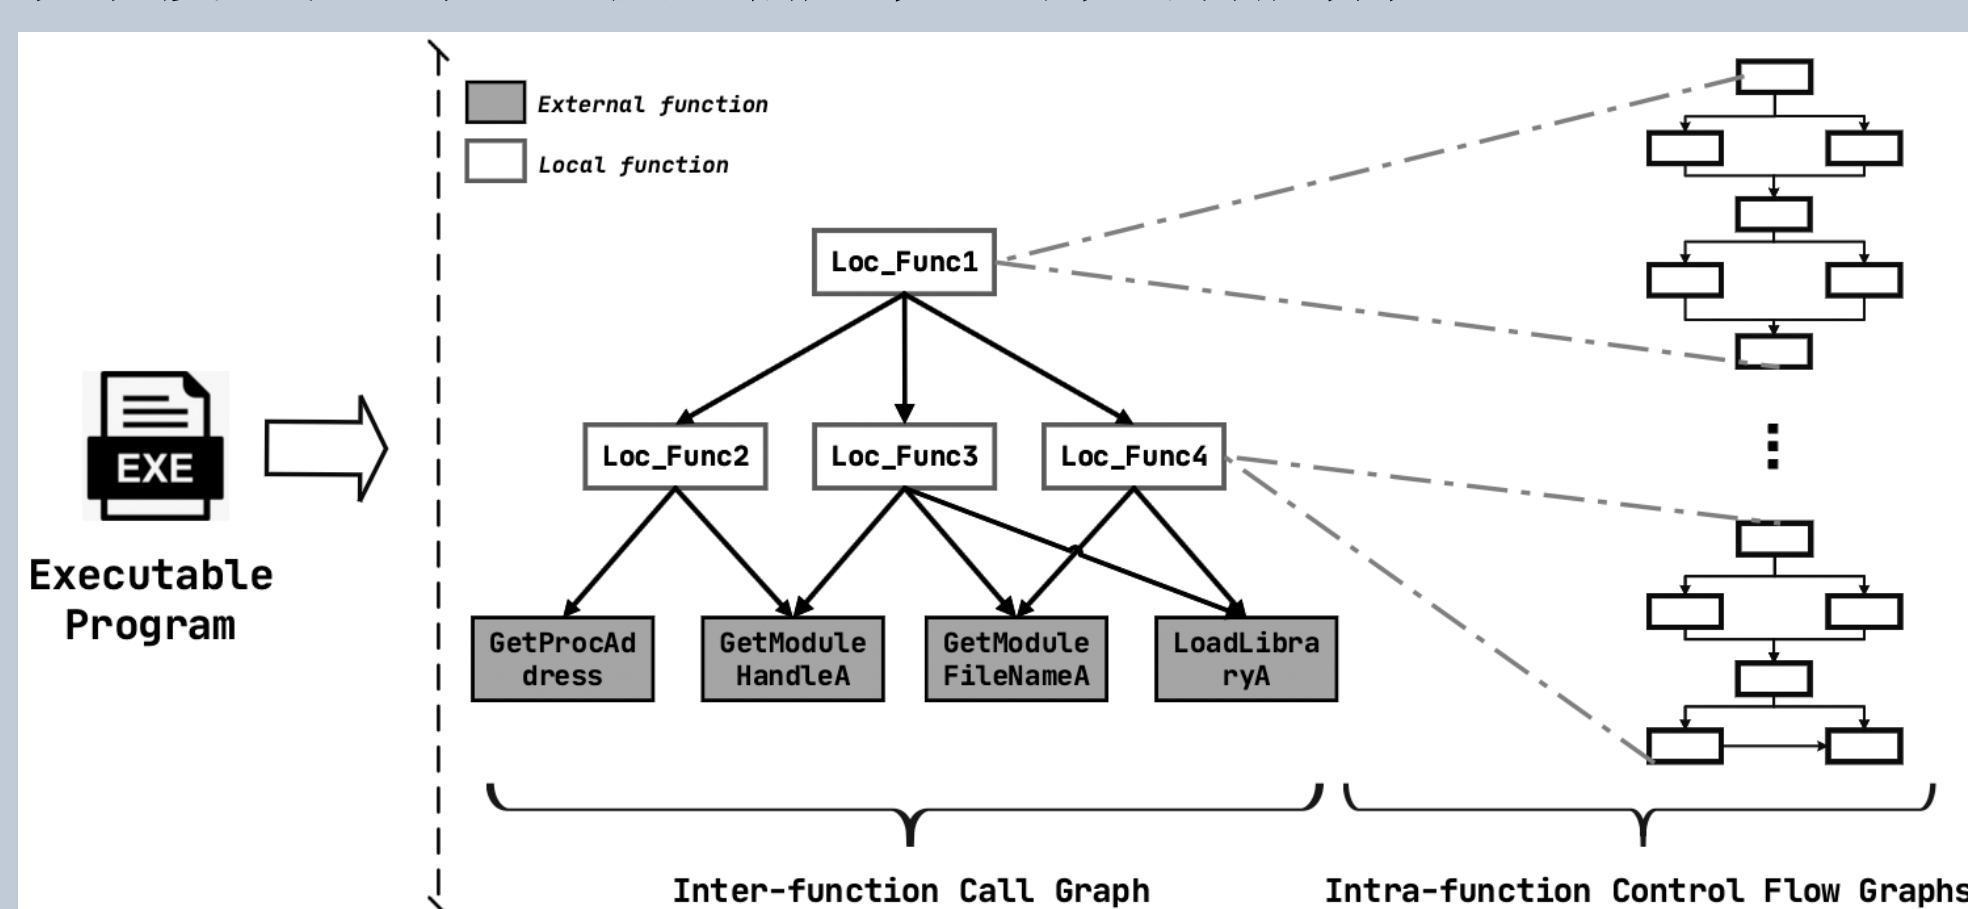 External function
Local function
Loc_Func1
EXE
Executable
Program
Loc_Func2
Loc_Func3
Loc_Func4
GetProcAd
dress
GetModule
HandleA
GetModule
FileNameA
LoadLibra
ryA
Inter-function Call Graph
Intra-function Control Flow Graphs